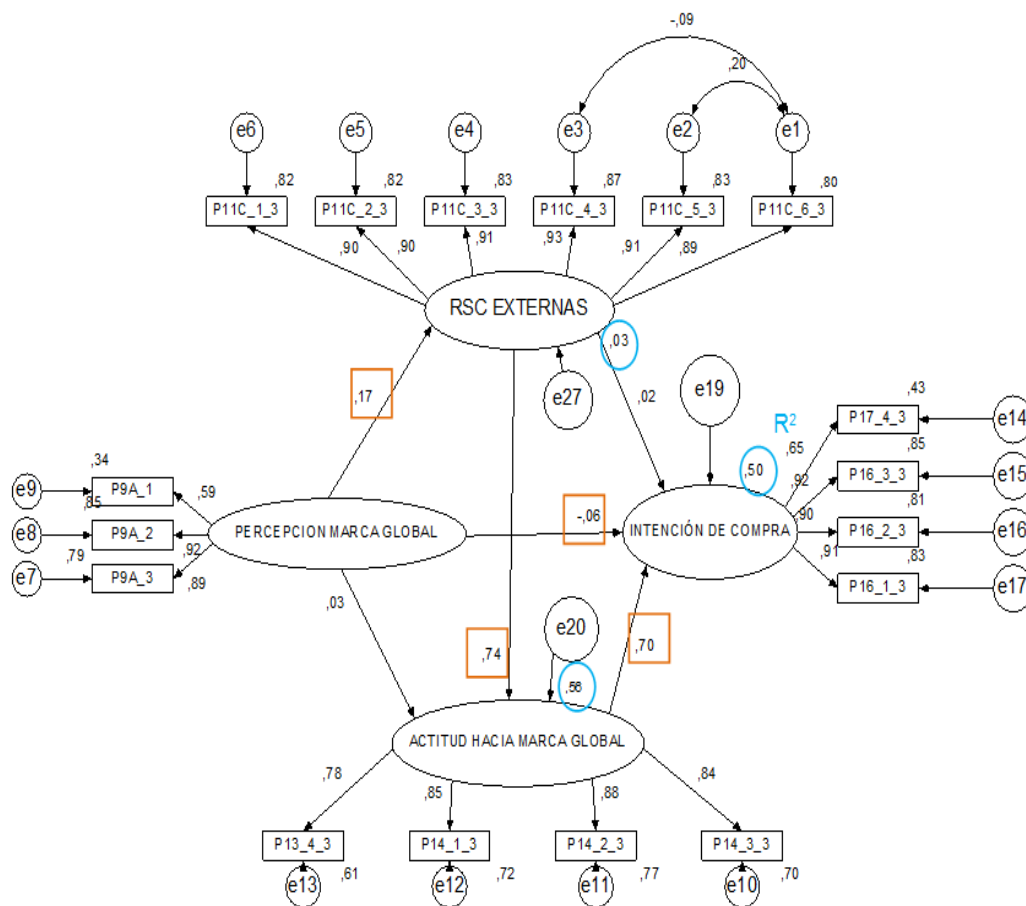 -,09
,20
e6 e5 e4 e3 e2 e1
,82 ,82 ,83 ,87 ,83 ,80
P11C_1_3 P11C_2_3 P11C_3_3 P11C_4_3 P11C_5_3 P11C_6_3
,90 ,90 ,91 ,93 ,91 ,89
RSC EXTERNAS
,03
,17
e27
,02
e19
,43
P17_4_3
e14
R²
,65
,85
,50
,92
P16_3_3
e15
,81
,90
P16_2_3
e16
,83
,91
P16_1_3
e17
,34
e9
P9A_1
,59
,85
e8
P9A_2
,92
,79
e7
P9A_3
,89
PERCEPCION MARCA GLOBAL
-,06
INTENCIÓN DE COMPRA
,03
e20
,74
,70
,56
ACTITUD HACIA MARCA GLOBAL
,78 ,85 ,88 ,84
P13_4_3 P14_1_3 P14_2_3 P14_3_3
e13 ,61 e12 ,72 e11 ,77 e10 ,70